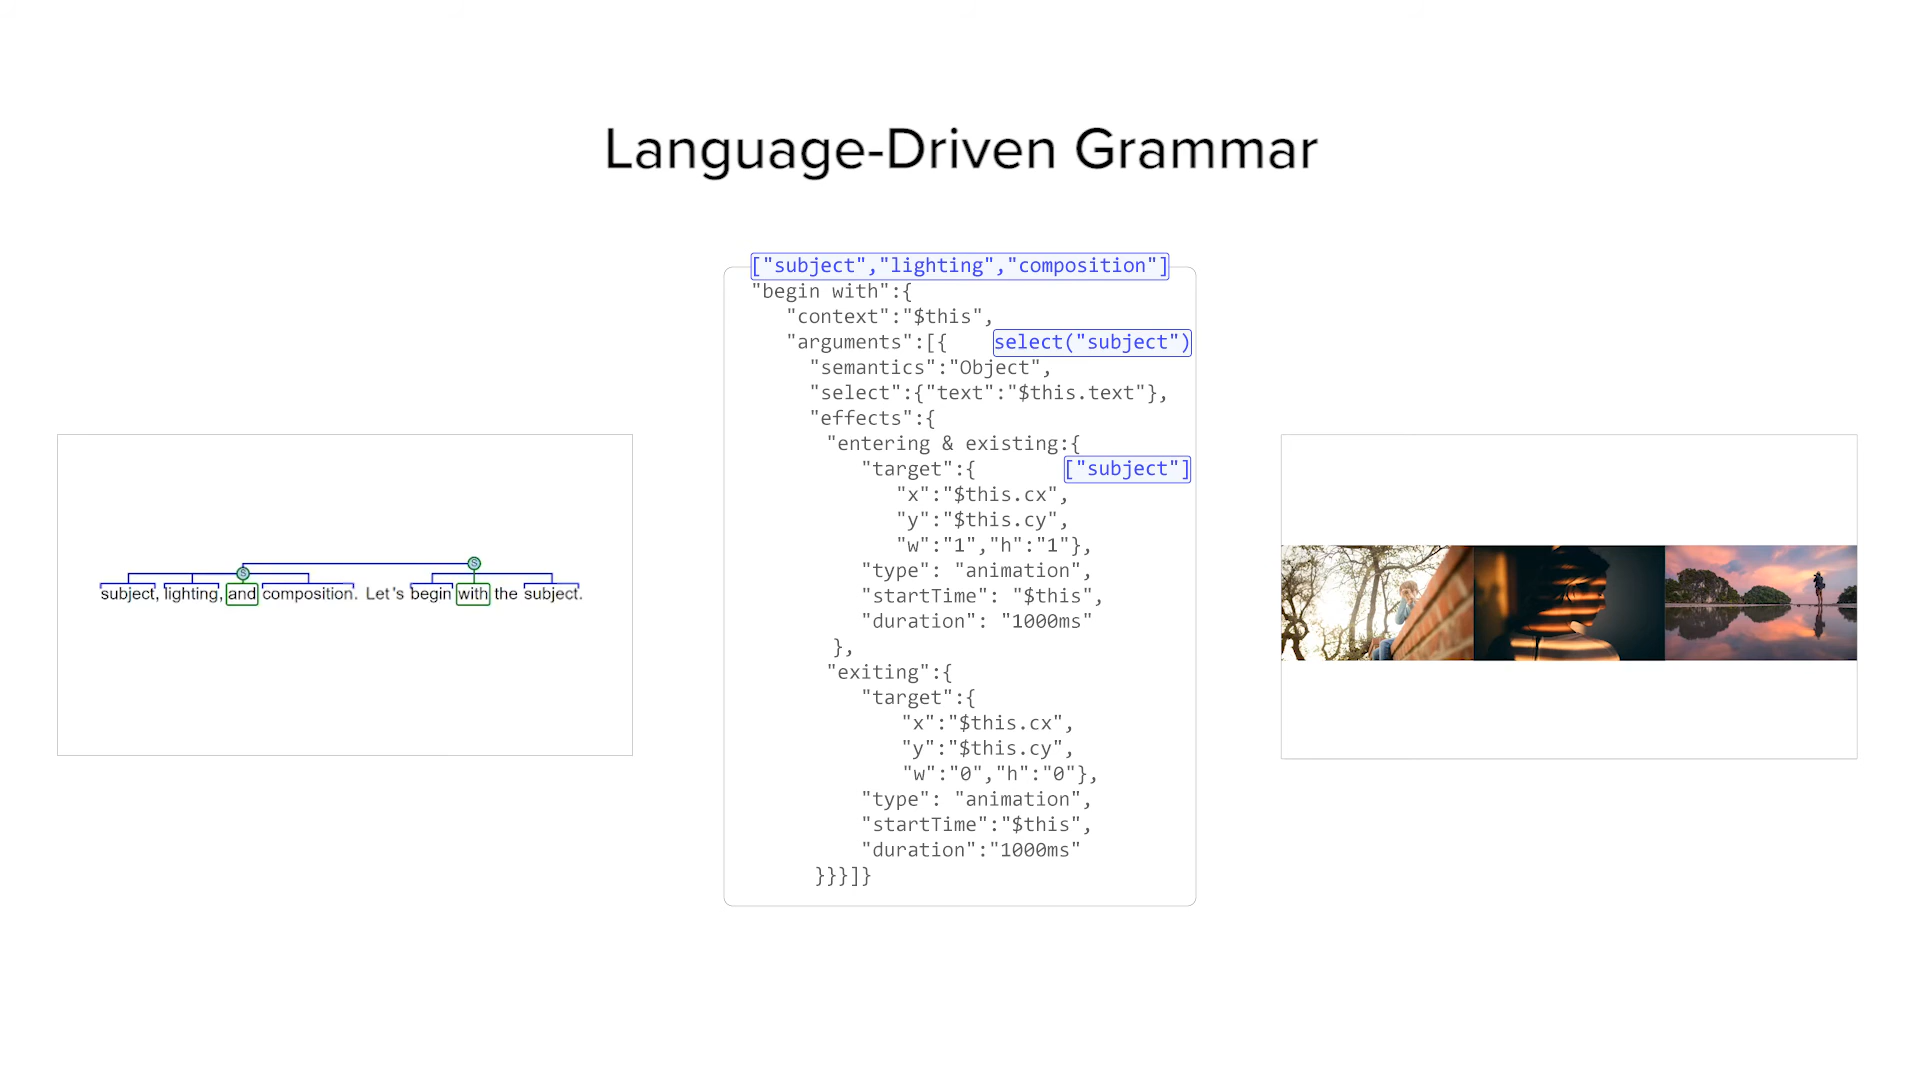 Language-Driven Grammar
S
S
subject, lighting, and composition. Let's begin with the subject.
["subject","lighting","composition"]
"begin with":{
"context":"$this",
"arguments":[{ select("subject")
"semantics":"Object",
"select":{"text":"$this.text"},
"effects":{
"entering & existing:{
"target":{ ["subject"]
"x":"$this.cx",
"y":"$this.cy",
"w":"1","h":"1"},
"type": "animation",
"startTime": "$this",
"duration": "1000ms"
},
"exiting":{
"target":{
"x":"$this.cx",
"y":"$this.cy",
"w":"0","h":"0"},
"type": "animation",
"startTime":"$this",
"duration":"1000ms"
}}}]}